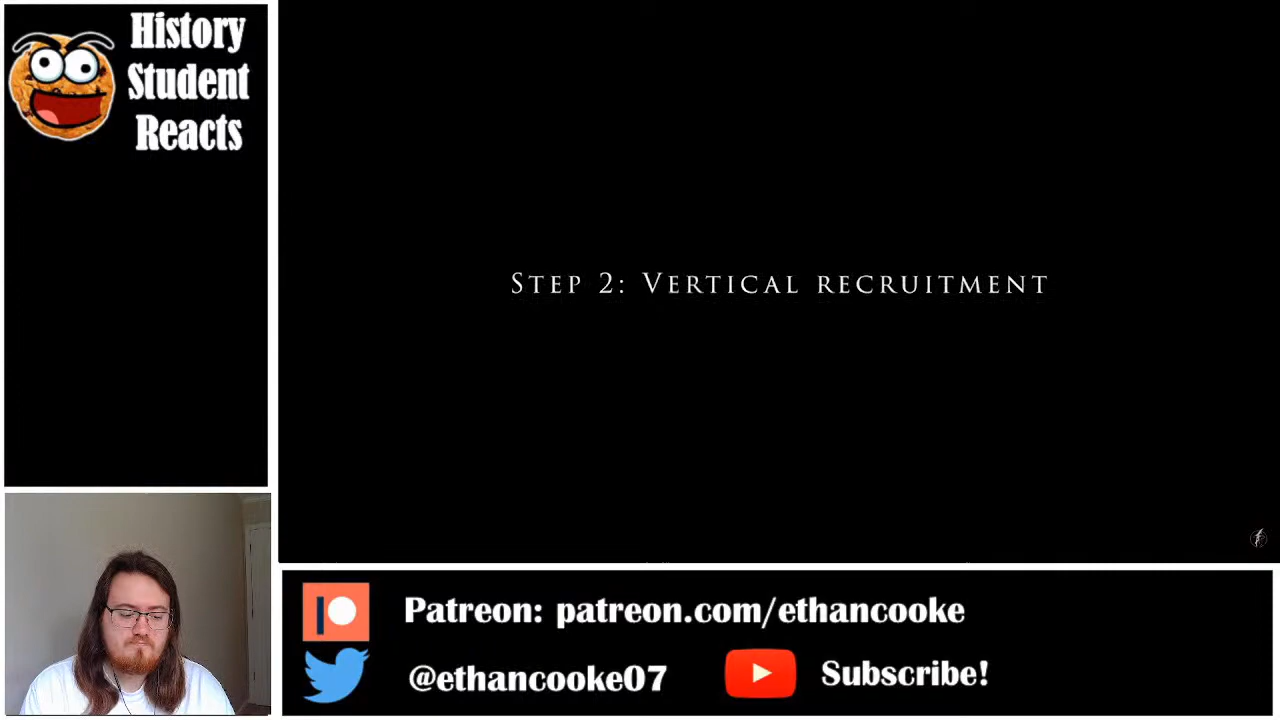 History
Student
Reacts
STEP 2: VERTICAL RECRUITMENT
Patreon: patreon.com/ethancooke
@ethancooke07
Subscribe!